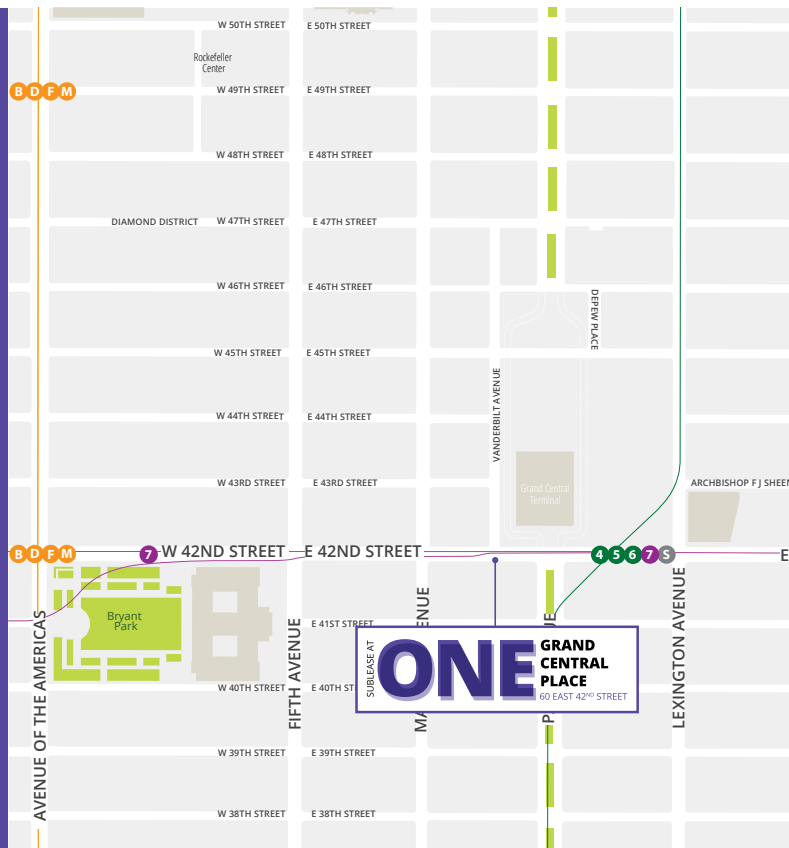 W 50TH STREET E 50TH STREET
Rockefeller
Center
B D F M
W 49TH STREET E 49TH STREET
W 48TH STREET E 48TH STREET
DIAMOND DISTRICT W 47TH STREET E 47TH STREET
W 46TH STREET E 46TH STREET
DEPEW PLACE
W 45TH STREET E 45TH STREET
VANDERBILT AVENUE
W 44TH STREET E 44TH STREET
W 43RD STREET E 43RD STREET
ARCHBISHOP F J SHEEN
Grand Central
Terminal
B D F M
7 W 42ND STREET E 42ND STREET
4 5 6 7 S
E
Bryant
Park
AVENUE OF THE AMERICAS
FIFTH AVENUE
LEXINGTON AVENUE
E 41ST STREET
SUBLEASE AT
ONE
GRAND
CENTRAL
PLACE
60 EAST 42ND STREET
W 40TH STREET E 40TH ST
W 39TH STREET E 39TH STREET
W 38TH STREET E 38TH STREET